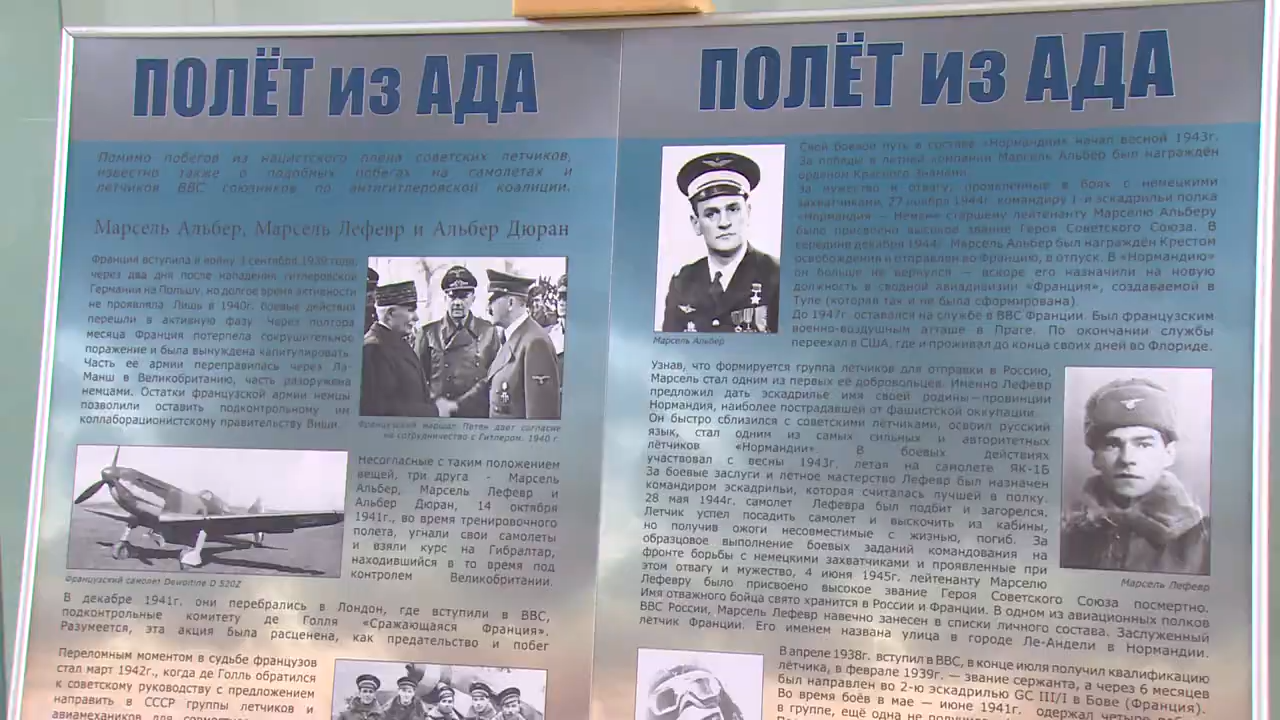 ПОЛЁТ из АДА
Помимо побегов из нацистского плена советских летчиков,
известно также о подобных побегах на самолетах и
летчиков ВВС союзников по антигитлеровской коалиции.
Марсель Альбер, Марсель Лефевр и Альбер Дюран
Франция вступила в войну 3 сентября 1939 года,
через два дня после нападения гитлеровской
Германии на Польшу, но долгое время активности
не проявляла. Лишь в 1940г. боевые действия
перешли в активную фазу. Через полтора
месяца Франция потерпела сокрушительное
поражение и была вынуждена капитулировать.
Часть ее армии переправилась через Ла-
Манш в Великобританию, часть разоружена
немцами. Остатки французской армии немцы
позволили оставить подконтрольному им
коллаборационистскому правительству Виши.
Французский маршал Петен дает согласие
на сотрудничество с Гитлером. 1940 г.
Французский самолет Dewoitine D 520Z
Несогласные с таким положением
вещей, три друга - Марсель
Альбер, Марсель Лефевр и
Альбер Дюран, 14 октября
1941г., во время тренировочного
полета, угнали свои самолеты
и взяли курс на Гибралтар,
находившийся в то время под
контролем Великобритании.
В декабре 1941г. они перебрались в Лондон, где вступили в ВВС,
подконтрольные комитету де Голля «Сражающаяся Франция».
Разумеется, эта акция была расценена, как предательство и побег
Переломным моментом в судьбе французов
стал март 1942г., когда де Голль обратился
к советскому руководству с предложением
направить в СССР группы летчиков и
авиамехаников для
ПОЛЁТ из АДА
Свой боевой путь в составе «Нормандии» начал весной 1943г.
За победы в летней компании Марсель Альбер был награждён
орденом Красного Знамени.
За мужество и отвагу, проявленные в боях с немецкими
захватчиками, 27 ноября 1944г. командиру 1-й эскадрильи полка
«Нормандия – Неман» старшему лейтенанту Марселю Альберу
было присвоено высокое звание Героя Советского Союза. В
середине декабря 1944г. Марсель Альбер был награждён Крестом
освобождения и отправлен во Францию, в отпуск. В «Нормандию»
он больше не вернулся – вскоре его назначили на новую
должность в сводной авиадивизии «Франция», создаваемой в
Туле (которая так и не была сформирована).
До 1947г. оставался на службе в ВВС Франции. Был французским
военно-воздушным атташе в Праге. По окончании службы
переехал в США, где и проживал до конца своих дней во Флориде.
Марсель Альбер
Узнав, что формируется группа летчиков для отправки в Россию,
Марсель стал одним из первых её добровольцев. Именно Лефевр
предложил дать эскадрилье имя своей родины—провинции
Нормандия, наиболее пострадавшей от фашистской оккупации.
Он быстро сблизился с советскими лётчиками, освоил русский
язык, стал одним из самых сильных и авторитетных
лётчиков «Нормандии». В боевых действиях
участвовал с весны 1943г. летая на самолете ЯК-1Б
За боевые заслуги и летное мастерство Лефевр был назначен
командиром эскадрильи, которая считалась лучшей в полку.
28 мая 1944г. самолет Лефевра был подбит и загорелся.
Летчик успел посадить самолет и выскочить из кабины,
но получив ожоги несовместимые с жизнью, погиб. За
образцовое выполнение боевых заданий командования на
фронте борьбы с немецкими захватчиками и проявленные при
этом отвагу и мужество, 4 июня 1945г. лейтенанту Марселю
Лефевру было присвоено высокое звание Героя Советского Союза посмертно.
Имя отважного бойца свято хранится в России и Франции. В одном из авиационных полков
ВВС России, Марсель Лефевр навечно занесен в списки личного состава. Заслуженный
лётчик Франции. Его именем названа улица в городе Ле-Андели в Нормандии.
Марсель Лефевр
В апреле 1938г. вступил в ВВС, в конце июля получил квалификацию
лётчика, в феврале 1939г. — звание сержанта, а через 6 месяцев
был направлен во 2-ю эскадрилью GC III/I в Бове (Франция).
Во время боёв в мае — июне 1941г. одержал четыре
в группе, ещё одна не